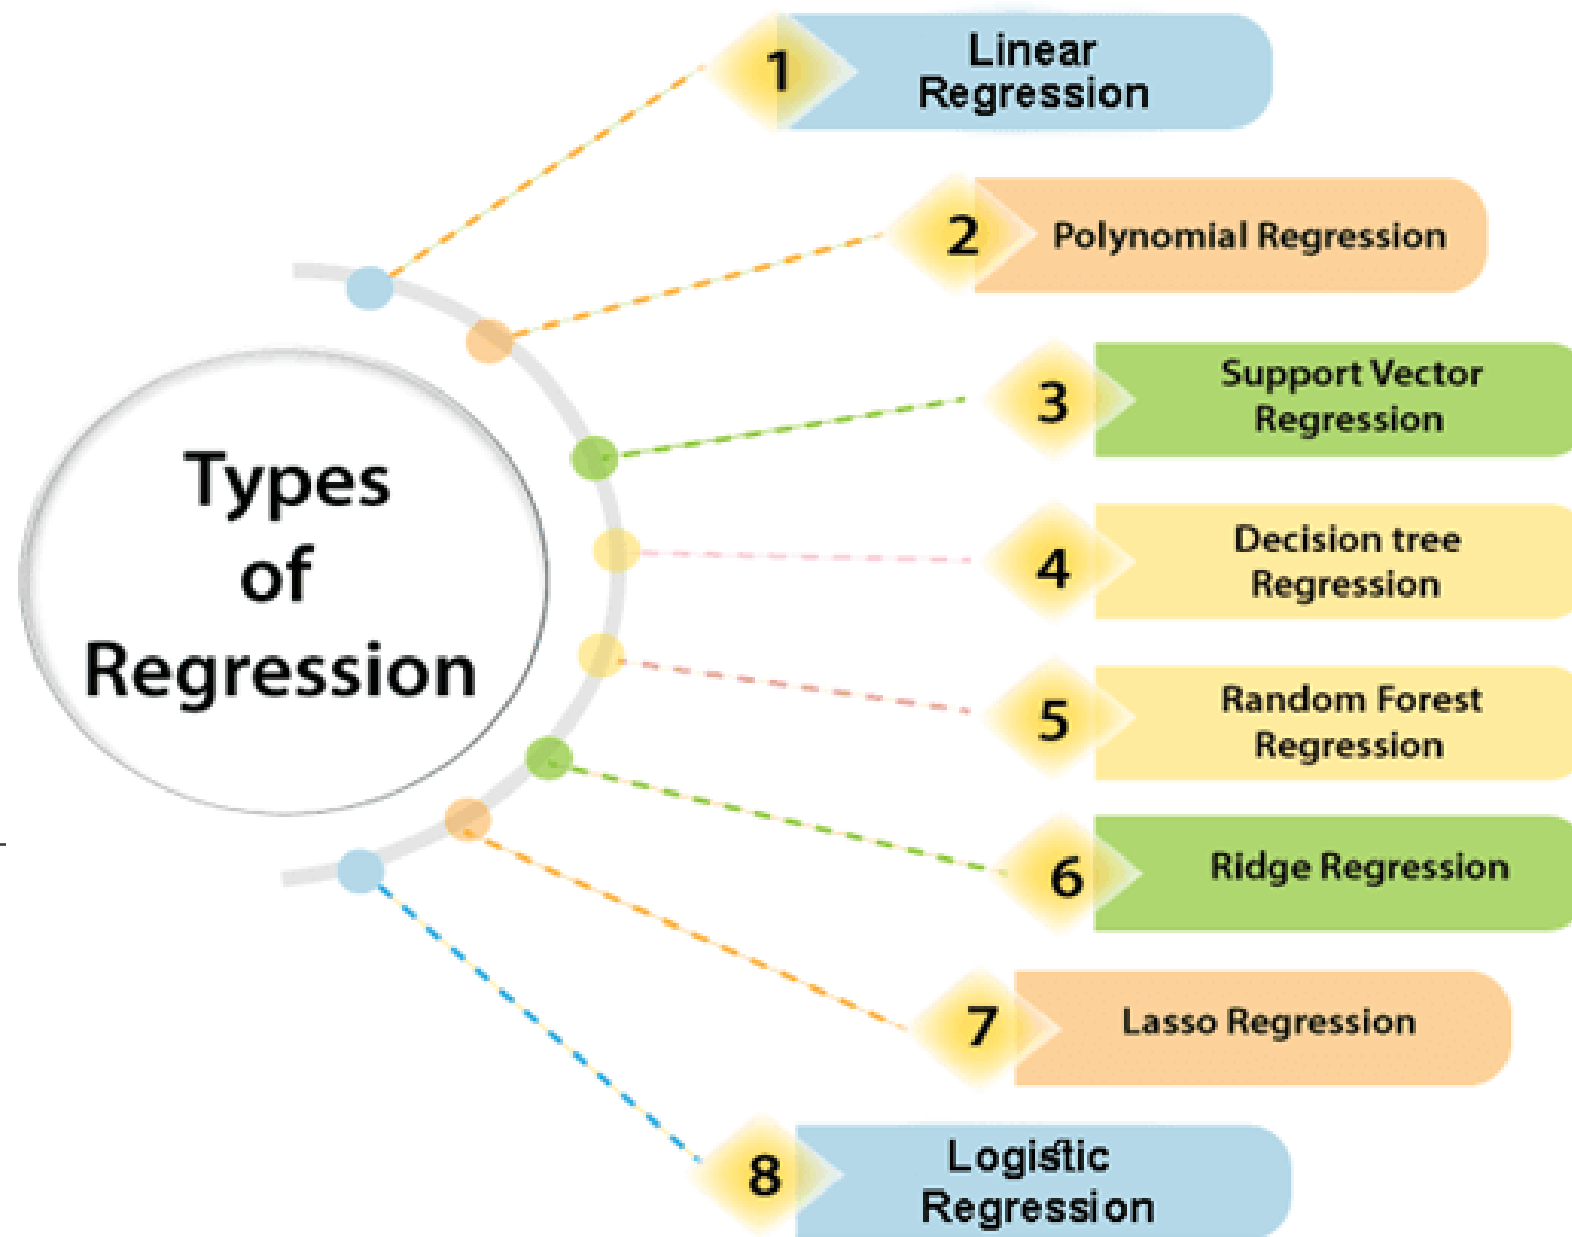 Types
of
Regression
1
Linear
Regression
2
Polynomial Regression
3
Support Vector
Regression
4
Decision tree
Regression
5
Random Forest
Regression
6
Ridge Regression
7
Lasso Regression
8
Logistic
Regression